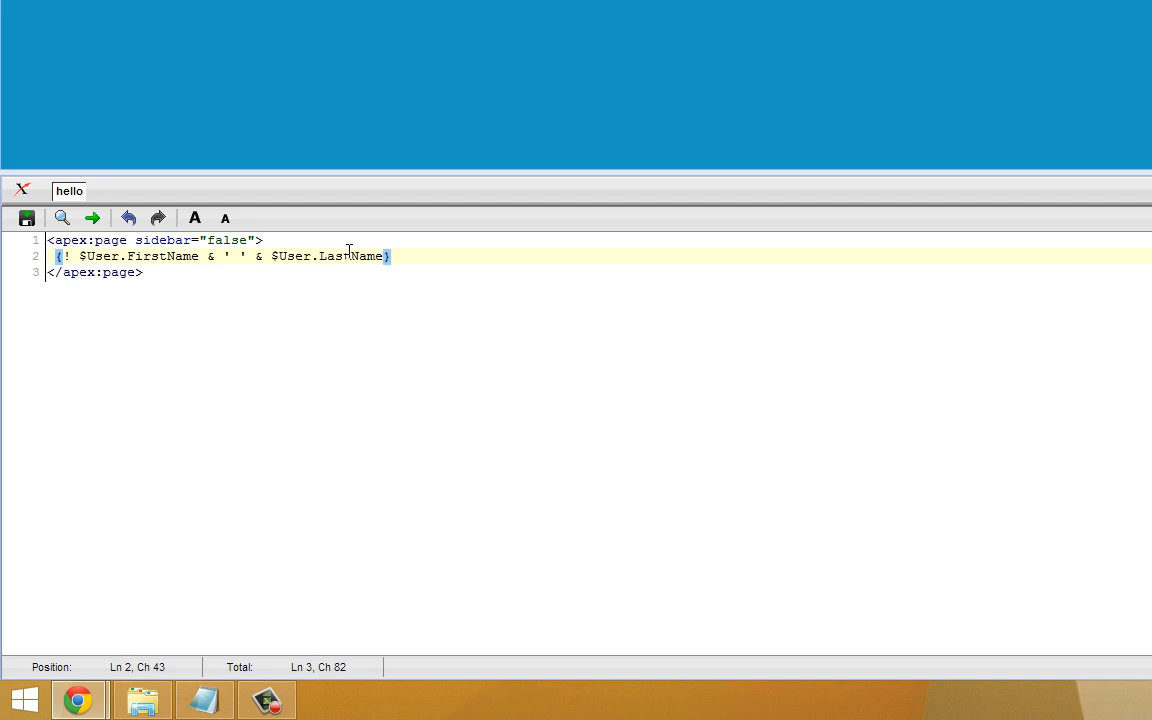 hello
A A
1 <apex:page sidebar="false">
2 {! $User.FirstName & ' ' & $User.LastName}
3 </apex:page>
Position: Ln 2, Ch 43 Total: Ln 3, Ch 82